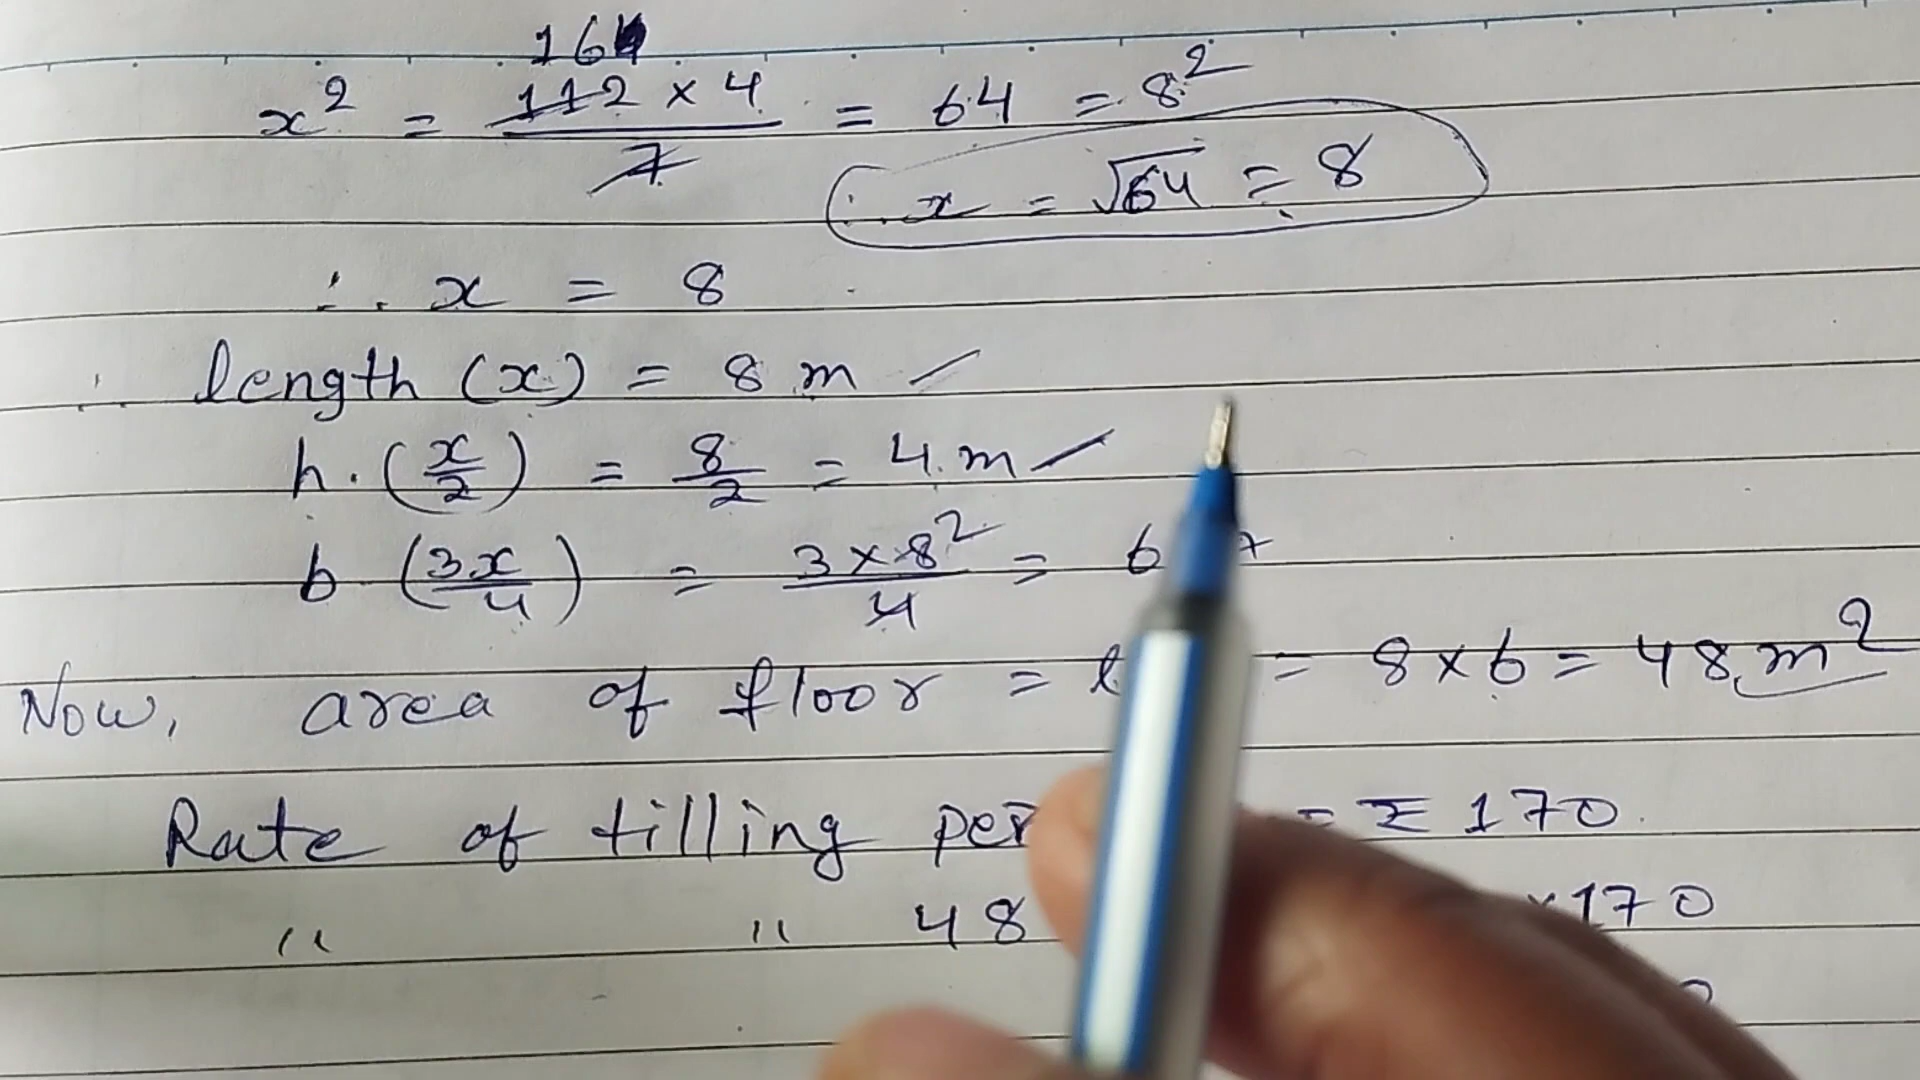 16
x² = 112 × 4 / 7 = 64 = 8²
∴ x = √64 = 8
∴ x = 8
∴ length (x) = 8 m
h. (x/2) = 8/2 = 4 m
b (3x/4) = 3 × 8² / 4 = 6
Now, area of floor = l = 8 × 6 = 48 m²
Rate of tilling per = ₹ 170
" " 48 × 170